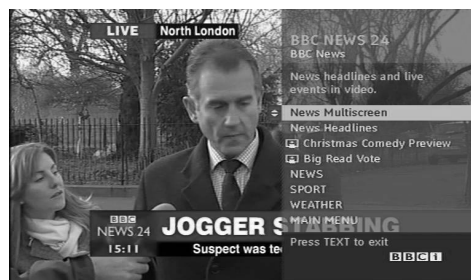 LIVE North London
BBC NEWS 24
BBC News
News headlines and live
events in video.
News Multiscreen
News Headlines
Christmas Comedy Preview
Big Read Vote
NEWS
SPORT
WEATHER
MAIN MENU
Press TEXT to exit
BBC i
BBC
NEWS 24
15:11
JOGGER STABBING
Suspect was